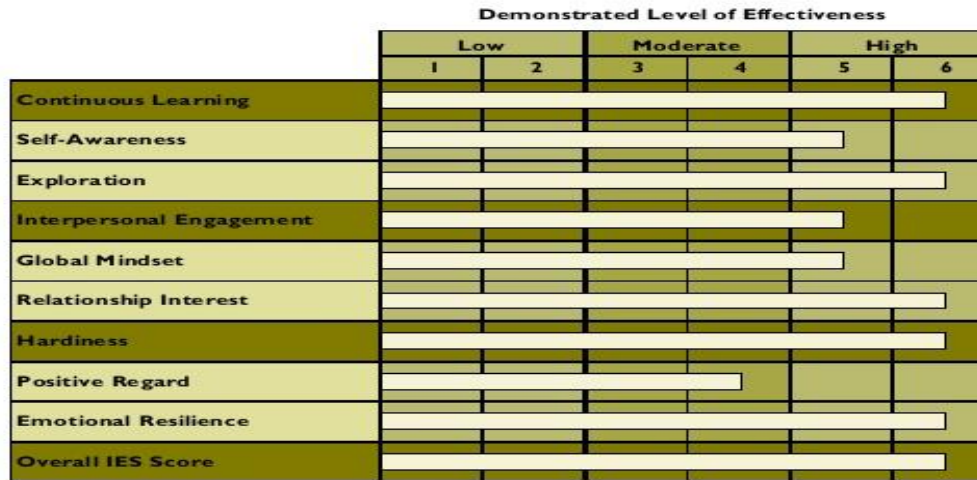 Demonstrated Level of Effectiveness
Low Moderate High
1 2 3 4 5 6
Continuous Learning
Self-Awareness
Exploration
Interpersonal Engagement
Global Mindset
Relationship Interest
Hardiness
Positive Regard
Emotional Resilience
Overall IES Score